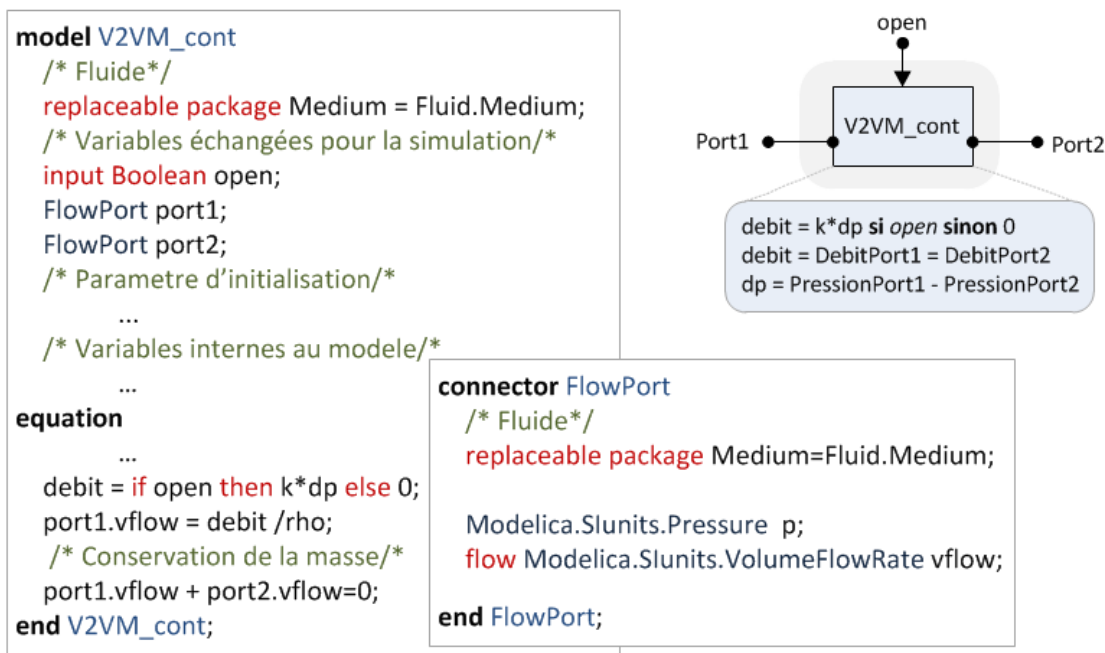 model V2VM_cont
/* Fluide*/
replaceable package Medium = Fluid.Medium;
/* Variables échangées pour la simulation/*
input Boolean open;
FlowPort port1;
FlowPort port2;
/* Parametre d'initialisation/*
...
/* Variables internes au modele/*
...
equation
...
debit = if open then k*dp else 0;
port1.vflow = debit /rho;
/* Conservation de la masse/*
port1.vflow + port2.vflow=0;
end V2VM_cont;
connector FlowPort
/* Fluide*/
replaceable package Medium=Fluid.Medium;
Modelica.SIunits.Pressure p;
flow Modelica.SIunits.VolumeFlowRate vflow;
end FlowPort;
open
V2VM_cont
Port1
Port2
debit = k*dp si open sinon 0
debit = DebitPort1 = DebitPort2
dp = PressionPort1 - PressionPort2